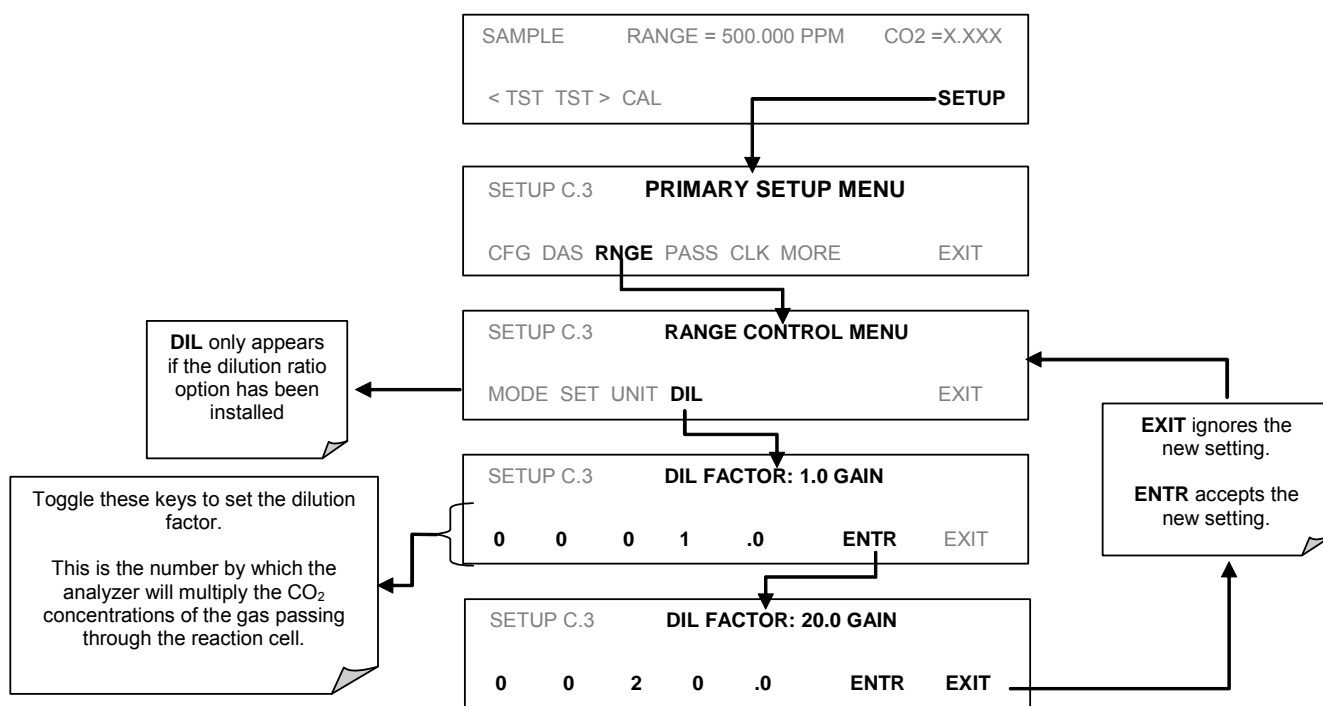 SAMPLE RANGE = 500.000 PPM CO2 =X.XXX
< TST TST > CAL SETUP
SETUP C.3 PRIMARY SETUP MENU
CFG DAS RNGE PASS CLK MORE EXIT
SETUP C.3 RANGE CONTROL MENU
MODE SET UNIT DIL EXIT
DIL only appears
if the dilution ratio
option has been
installed
SETUP C.3 DIL FACTOR: 1.0 GAIN
0 0 0 1 .0 ENTR EXIT
Toggle these keys to set the dilution
factor.
This is the number by which the
analyzer will multiply the CO2
concentrations of the gas passing
through the reaction cell.
SETUP C.3 DIL FACTOR: 20.0 GAIN
0 0 2 0 .0 ENTR EXIT
EXIT ignores the
new setting.
ENTR accepts the
new setting.